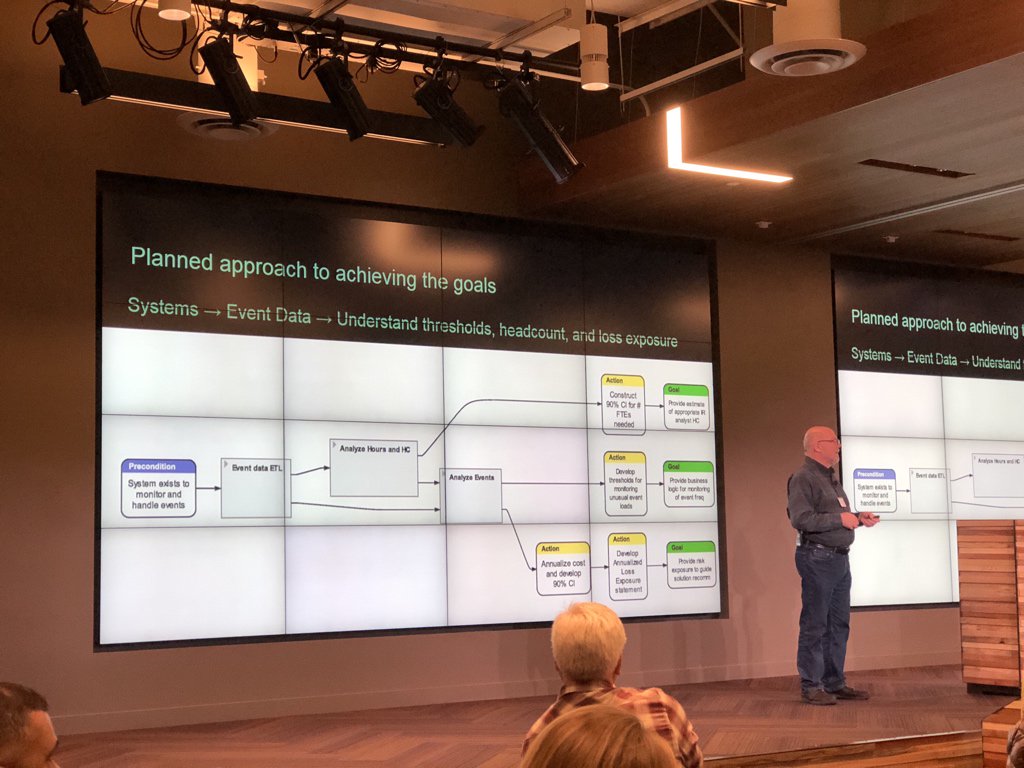 Planned approach to achieving the goals
Systems → Event Data → Understand thresholds, headcount, and loss exposure
Precondition
System exists to
monitor and
handle events
Event data ETL
Analyze Hours and HC
Analyze Events
Action
Construct
90% CI for #
FTEs
needed
Goal
Provide estimate
of appropriate IR
analyst HC
Action
Develop
thresholds for
monitoring
unusual event
loads
Goal
Provide business
logic for monitoring
of event freq
Action
Annualize cost
and develop
90% CI
Action
Develop
Annualized
Loss
Exposure
statement
Goal
Provide risk
exposure to guide
solution recomm
Planned approach to achieving
Systems → Event Data → Understand
Precondition
System exists to
monitor and
handle events
Event data ETL
Analyze Hours and HC